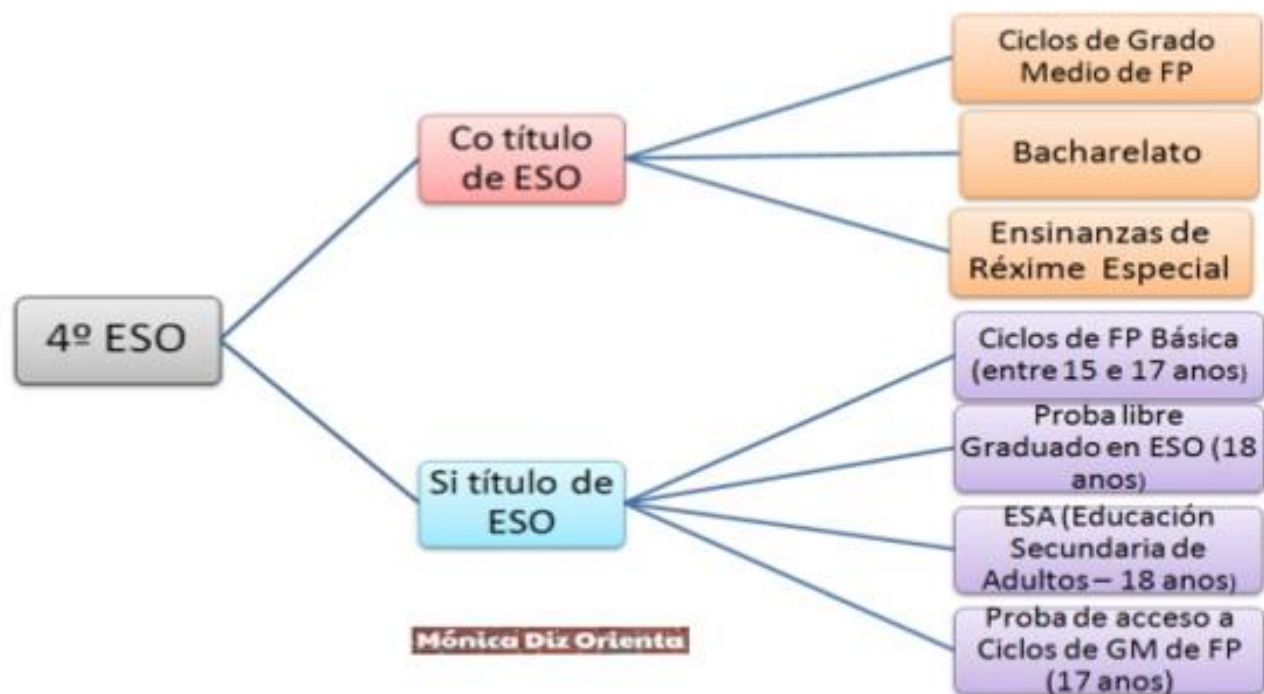 4º ESO
Co título
de ESO
Ciclos de Grado
Medio de FP
Bacharelato
Ensinanzas de
Réxime Especial
Si título de
ESO
Ciclos de FP Básica
(entre 15 e 17 anos)
Proba libre
Graduado en ESO (18
anos)
ESA (Educación
Secundaria de
Adultos – 18 anos)
Proba de acceso a
Ciclos de GM de FP
(17 anos)
Mónica Diz Orienta